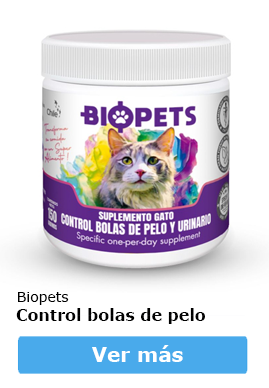 BIOPETS
Chile
SUPLEMENTO GATO
CONTROL BOLAS DE PELO Y URINARIO
Specific one-per-day supplement
150
Biopets
Control bolas de pelo
Ver más